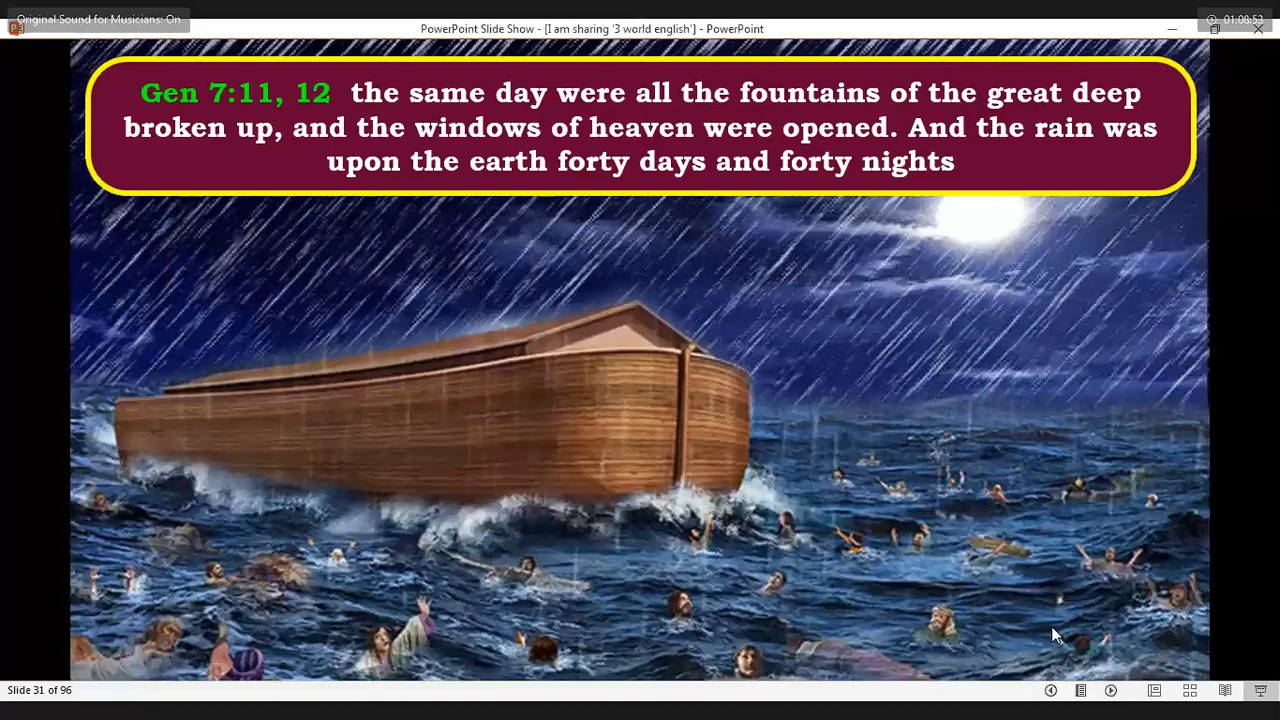 Original Sound for Musicians: On
PowerPoint Slide Show - [I am sharing '3 world english'] - PowerPoint
01:08:53
Gen 7:11, 12 the same day were all the fountains of the great deep
broken up, and the windows of heaven were opened. And the rain was
upon the earth forty days and forty nights
Slide 31 of 96